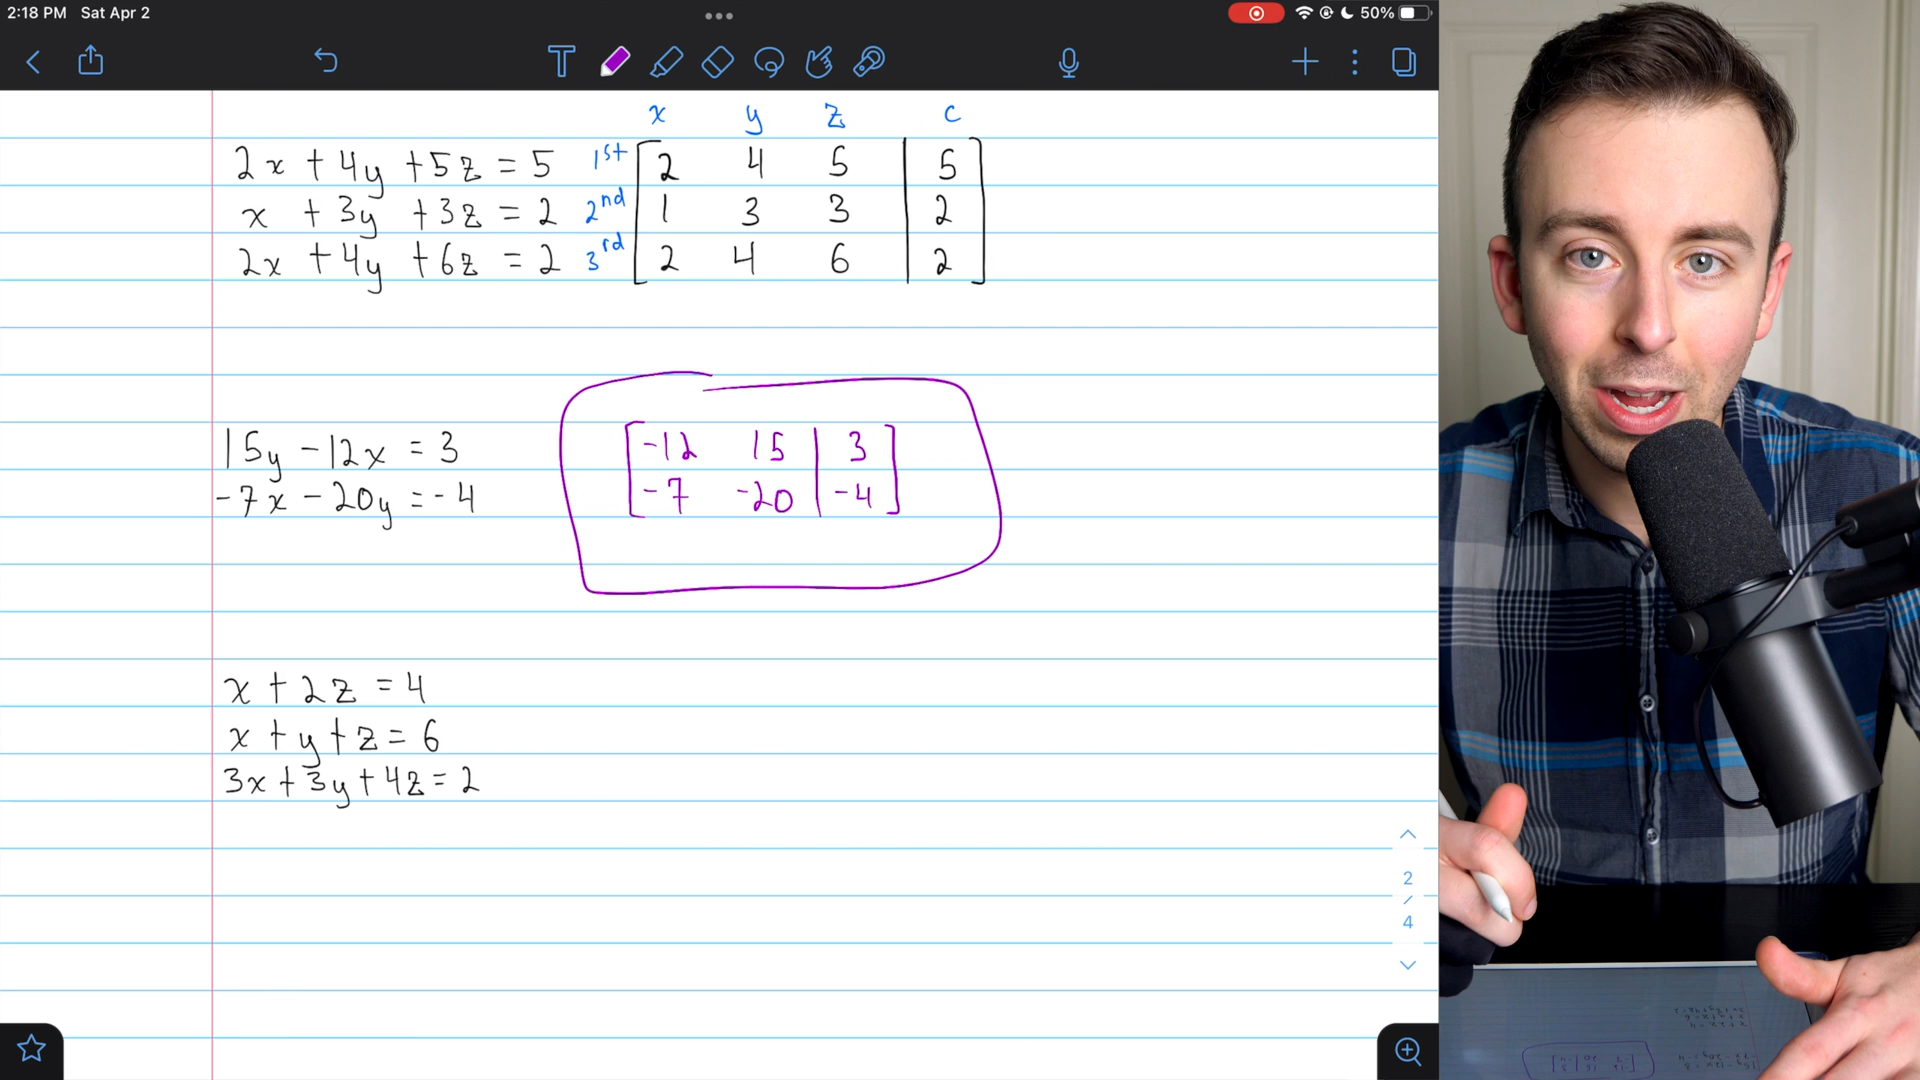 2:18 PM Sat Apr 2
50%
T
x y z c
2x + 4y + 5z = 5 1st 2 4 5 | 5
x + 3y + 3z = 2 2nd 1 3 3 | 2
2x + 4y + 6z = 2 3rd 2 4 6 | 2
15y - 12x = 3 -12 15 | 3
-7x - 20y = -4 -7 -20 | -4
x + 2z = 4
x + y + z = 6
3x + 3y + 4z = 2
2
/
4